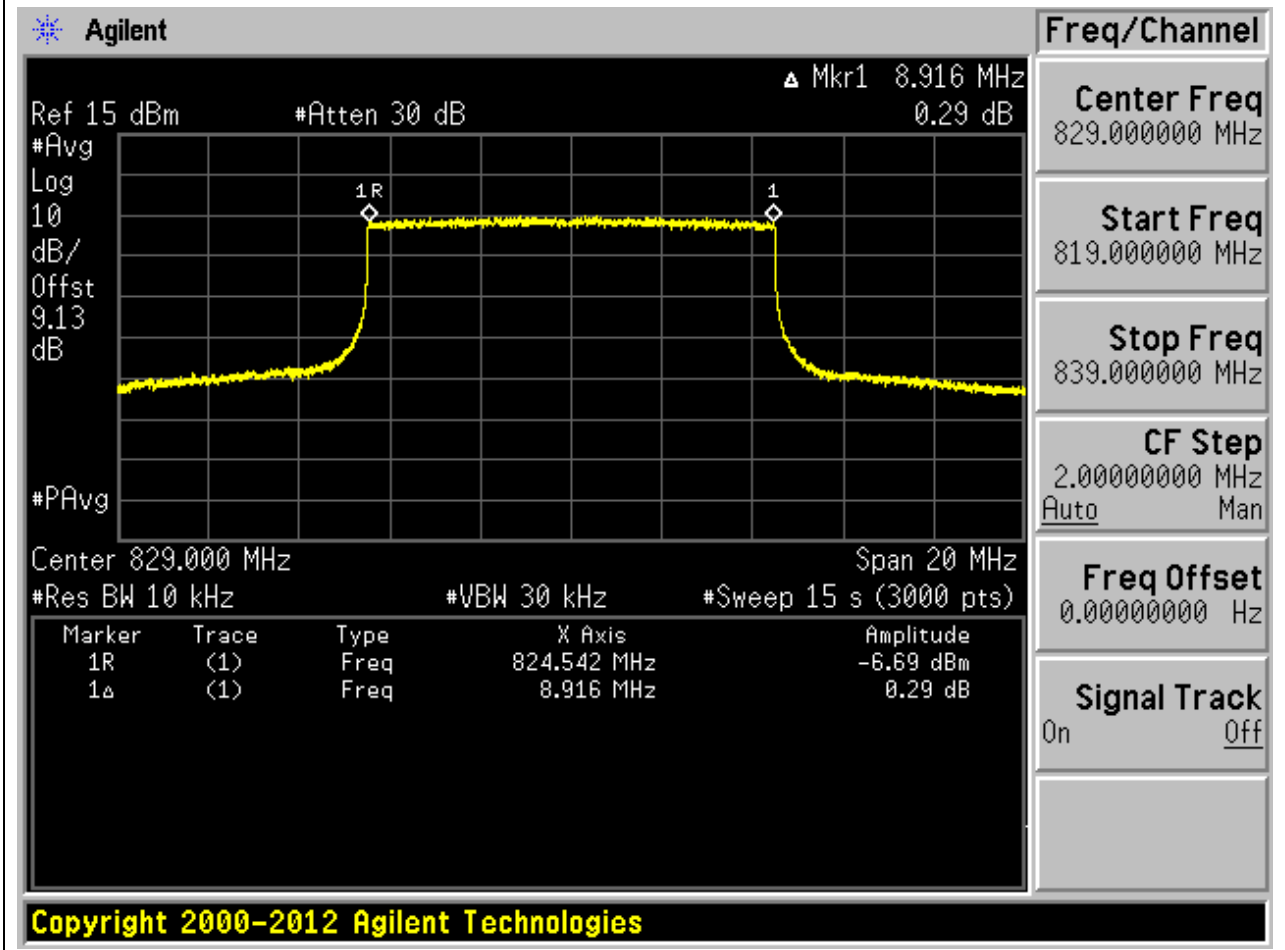 Agilent
Freq/Channel
▵ Mkr1 8.916 MHz
Ref 15 dBm #Atten 30 dB 0.29 dB
#Avg
Log
10
dB/
Offst
9.13
dB
1R
1
#PAvg
Center 829.000 MHz Span 20 MHz
#Res BW 10 kHz #VBW 30 kHz #Sweep 15 s (3000 pts)
Marker Trace Type X Axis Amplitude
1R (1) Freq 824.542 MHz -6.69 dBm
1▵ (1) Freq 8.916 MHz 0.29 dB
Center Freq
829.000000 MHz
Start Freq
819.000000 MHz
Stop Freq
839.000000 MHz
CF Step
2.00000000 MHz
Auto Man
Freq Offset
0.00000000 Hz
Signal Track
On Off
Copyright 2000-2012 Agilent Technologies